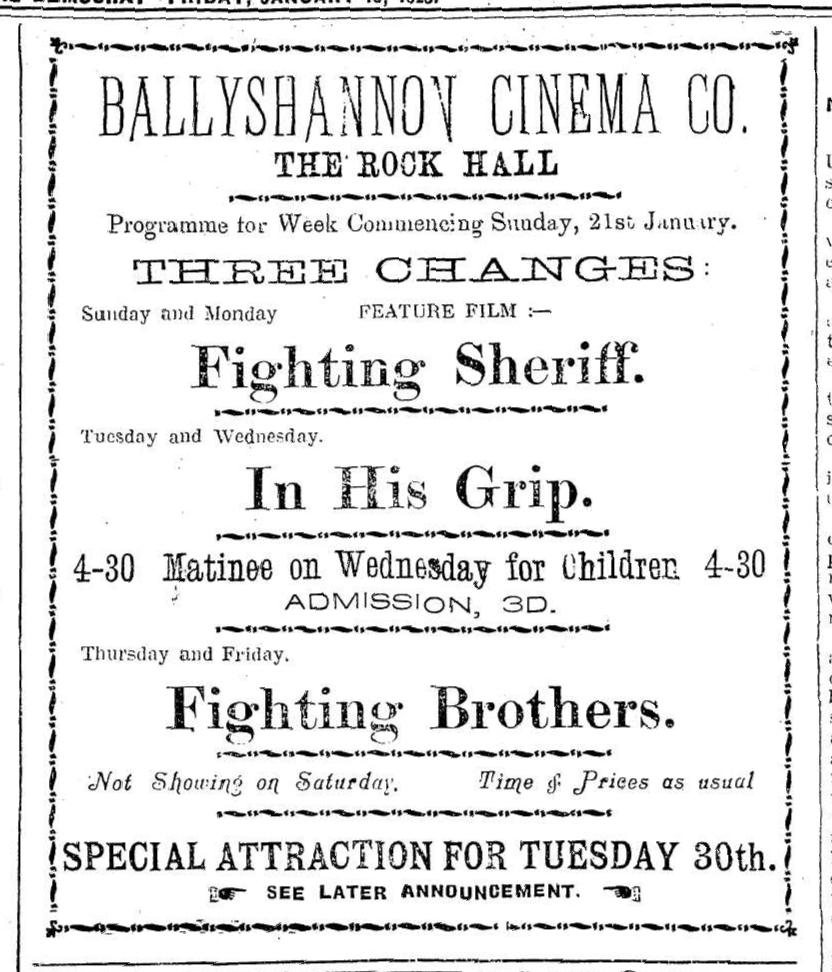 DEMOCRAT FRIDAY, JANUARY
BALLYSHANNON CINEMA CO.
THE ROCK HALL
Programme for Week Commencing Sunday, 21st January.
THREE CHANGES:
Sunday and Monday FEATURE FILM :—
Fighting Sheriff.
Tuesday and Wednesday.
In His Grip.
4-30 Matinee on Wednesday for Children 4-30
ADMISSION, 3D.
Thursday and Friday.
Fighting Brothers.
Not Showing on Saturday. Time & Prices as usual
SPECIAL ATTRACTION FOR TUESDAY 30th.
SEE LATER ANNOUNCEMENT.